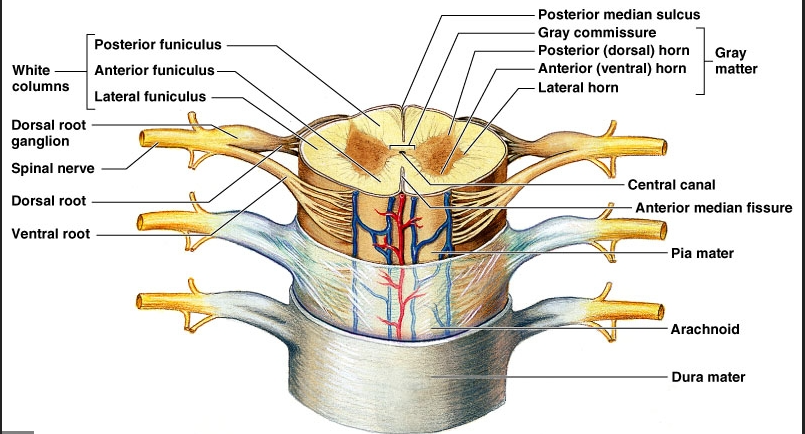 Posterior median sulcus
Gray commissure
Posterior (dorsal) horn
Anterior (ventral) horn
Lateral horn
Gray
matter
Posterior funiculus
Anterior funiculus
Lateral funiculus
White
columns
Dorsal root
ganglion
Spinal nerve
Dorsal root
Ventral root
Central canal
Anterior median fissure
Pia mater
Arachnoid
Dura mater